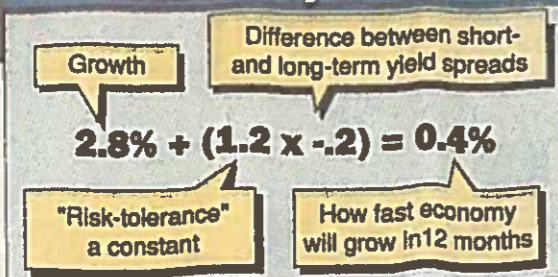 Difference between short-
and long-term yield spreads
Growth
2.8% + (1.2 x -.2) = 0.4%
"Risk-tolerance"
a constant
How fast economy
will grow in12 months